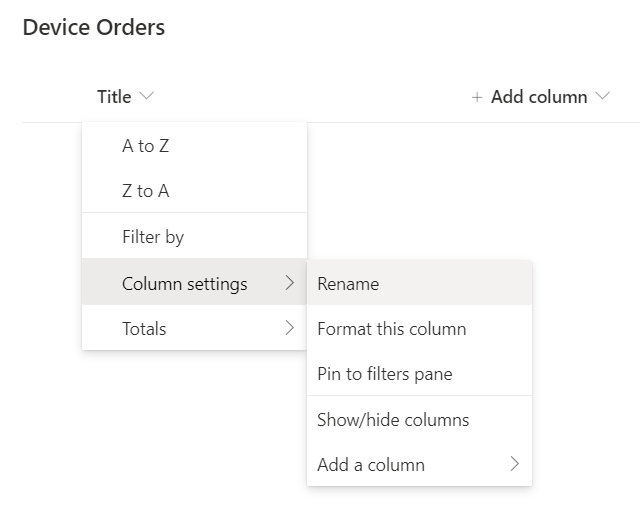 Device Orders
Title
+ Add column
A to Z
Z to A
Filter by
Column settings
Totals
Rename
Format this column
Pin to filters pane
Show/hide columns
Add a column